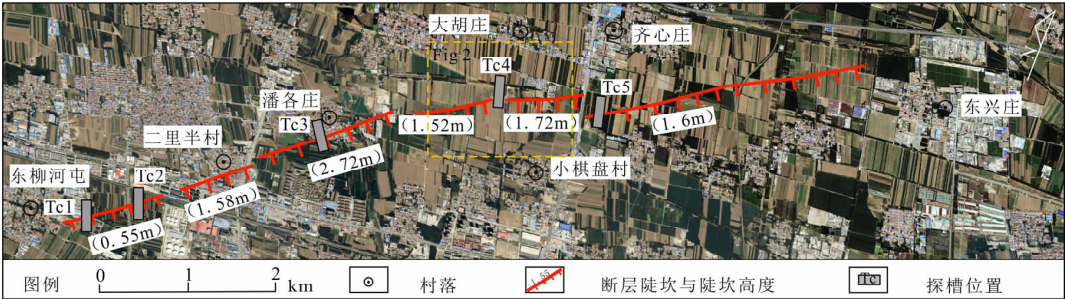 大胡庄
齐心庄
Fig 2
Tc4
潘各庄
Tc5
东兴庄
Tc3
(1.52m)
(1.72m)
(1.6m)
二里半村
(2.72m)
小棋盘村
东柳河屯
Tc2
(1.58m)
Tc1
(0.55m)
图例
0 1 2 km
村落
1.55
断层陡坎与陡坎高度
Tc
探槽位置